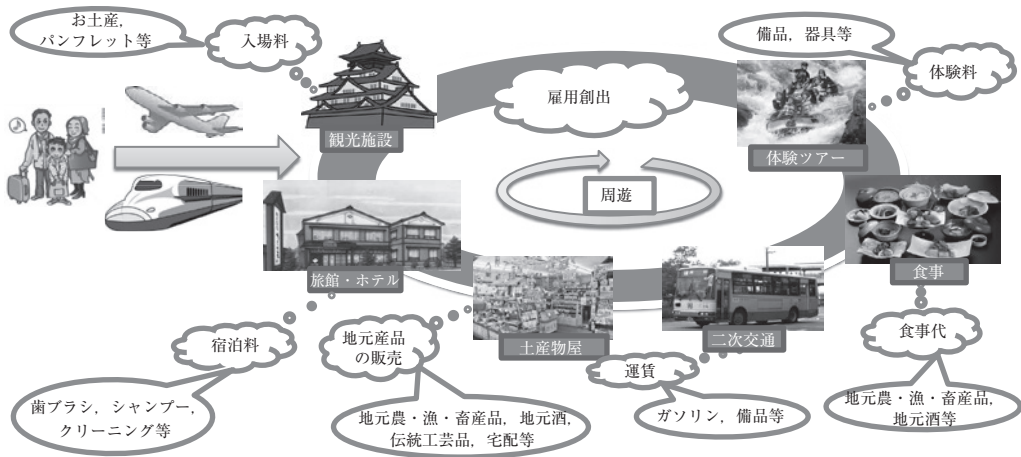 お土産,
パンフレット等
入場料
観光施設
雇用創出
備品, 器具等
体験料
体験ツアー
周遊
旅館・ホテル
土産物屋
二次交通
食事
宿泊料
地元産品
の販売
運賃
食事代
歯ブラシ, シャンプー,
クリーニング等
地元農・漁・畜産品, 地元酒,
伝統工芸品, 宅配等
ガソリン, 備品等
地元農・漁・畜産品,
地元酒等